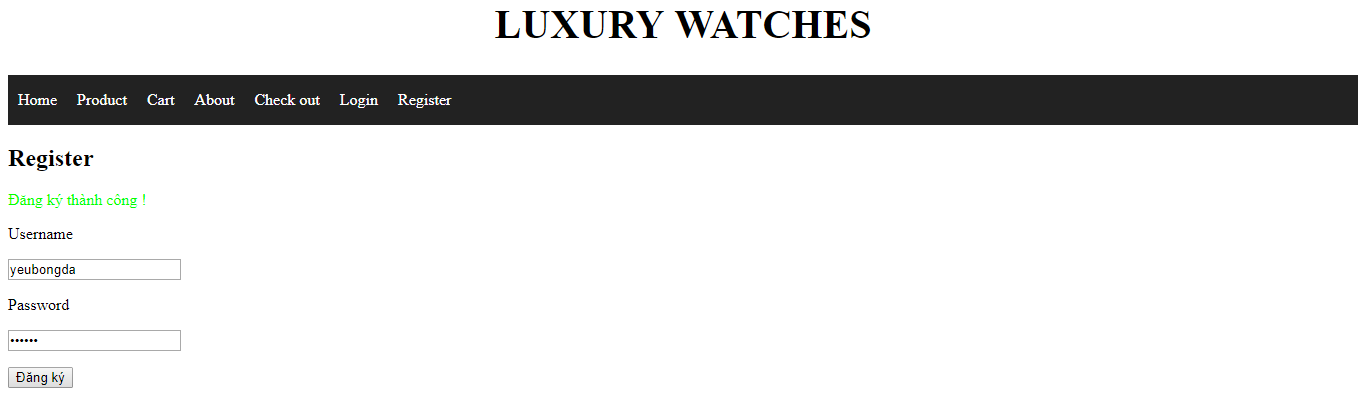 LUXURY WATCHES
Home Product Cart About Check out Login Register
Register
Đăng ký thành công !
Username
yeubongda
Password
••••••
Đăng ký